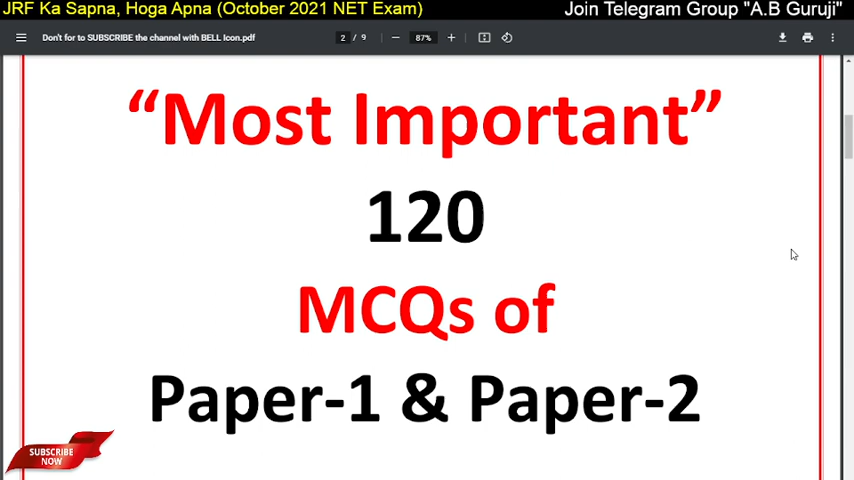 JRF Ka Sapna, Hoga Apna (October 2021 NET Exam) Join Telegram Group "A.B Guruji"
Don't for to SUBSCRIBE the channel with BELL Icon.pdf 2 / 9 87%
“Most Important”
120
MCQs of
Paper-1 & Paper-2
SUBSCRIBE
NOW